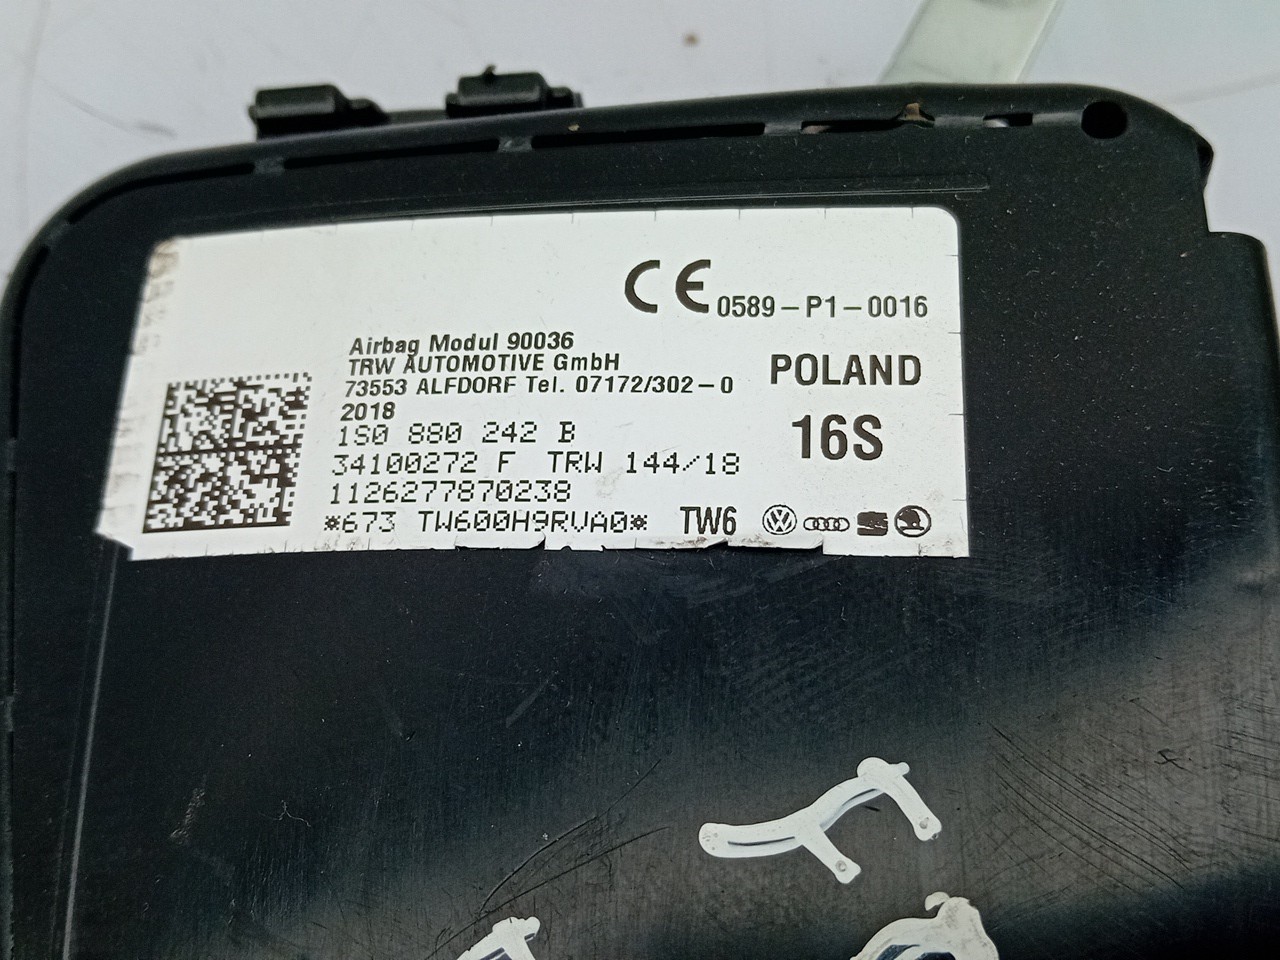 CE 0589-P1-0016
Airbag Modul 90036
TRW AUTOMOTIVE GmbH
73553 ALFDORF Tel. 07172/302-0
2018
POLAND
1S0 880 242 B
16S
34100272 F TRW 144/18
1126277870238
*673 TW600H9RVA0* TW6